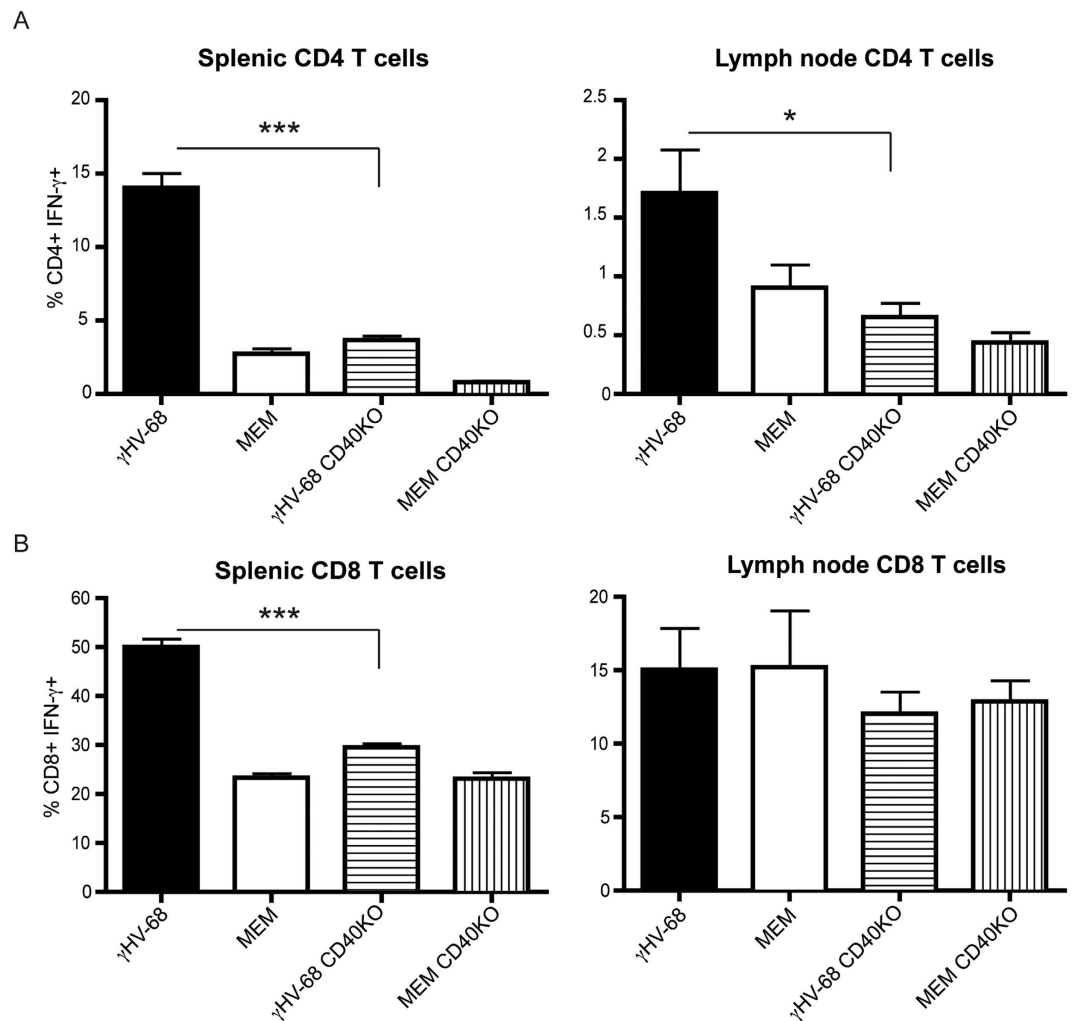 A
Splenic CD4 T cells
Lymph node CD4 T cells
***
*
% CD4+ IFN-γ+
20
15
10
5
0
2.5
2
1.5
1
0.5
0
γHV-68
MEM
γHV-68 CD40KO
MEM CD40KO
γHV-68
MEM
γHV-68 CD40KO
MEM CD40KO
B
Splenic CD8 T cells
Lymph node CD8 T cells
***
% CD8+ IFN-γ+
60
50
40
30
20
10
0
20
15
10
5
0
γHV-68
MEM
γHV-68 CD40KO
MEM CD40KO
γHV-68
MEM
γHV-68 CD40KO
MEM CD40KO